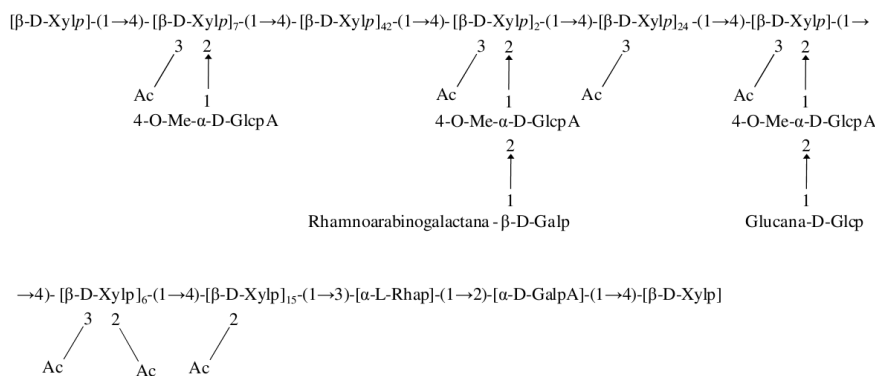 [β-D-Xylp]-(1→4)- [β-D-Xylp]7-(1→4)- [β-D-Xylp]42-(1→4)- [β-D-Xylp]2-(1→4)-[β-D-Xylp]24 -(1→4)- [β-D-Xylp]-(1→
3 2 3 2 3 3 2
Ac Ac Ac Ac
1 1 1
4-O-Me-α-D-GlcpA 4-O-Me-α-D-GlcpA 4-O-Me-α-D-GlcpA
2 2
1 1
Rhamnoarabinogalactana - β-D-Galp Glucana-D-Glcp
→4)- [β-D-Xylp]6-(1→4)-[β-D-Xylp]15-(1→3)-[α-L-Rhap]-(1→2)-[α-D-GalpA]-(1→4)-[β-D-Xylp]
3 2 2
Ac Ac Ac